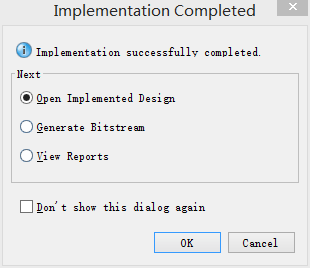 Implementation Completed
Implementation successfully completed.
Next
Open Implemented Design
Generate Bitstream
View Reports
Don't show this dialog again
OK
Cancel